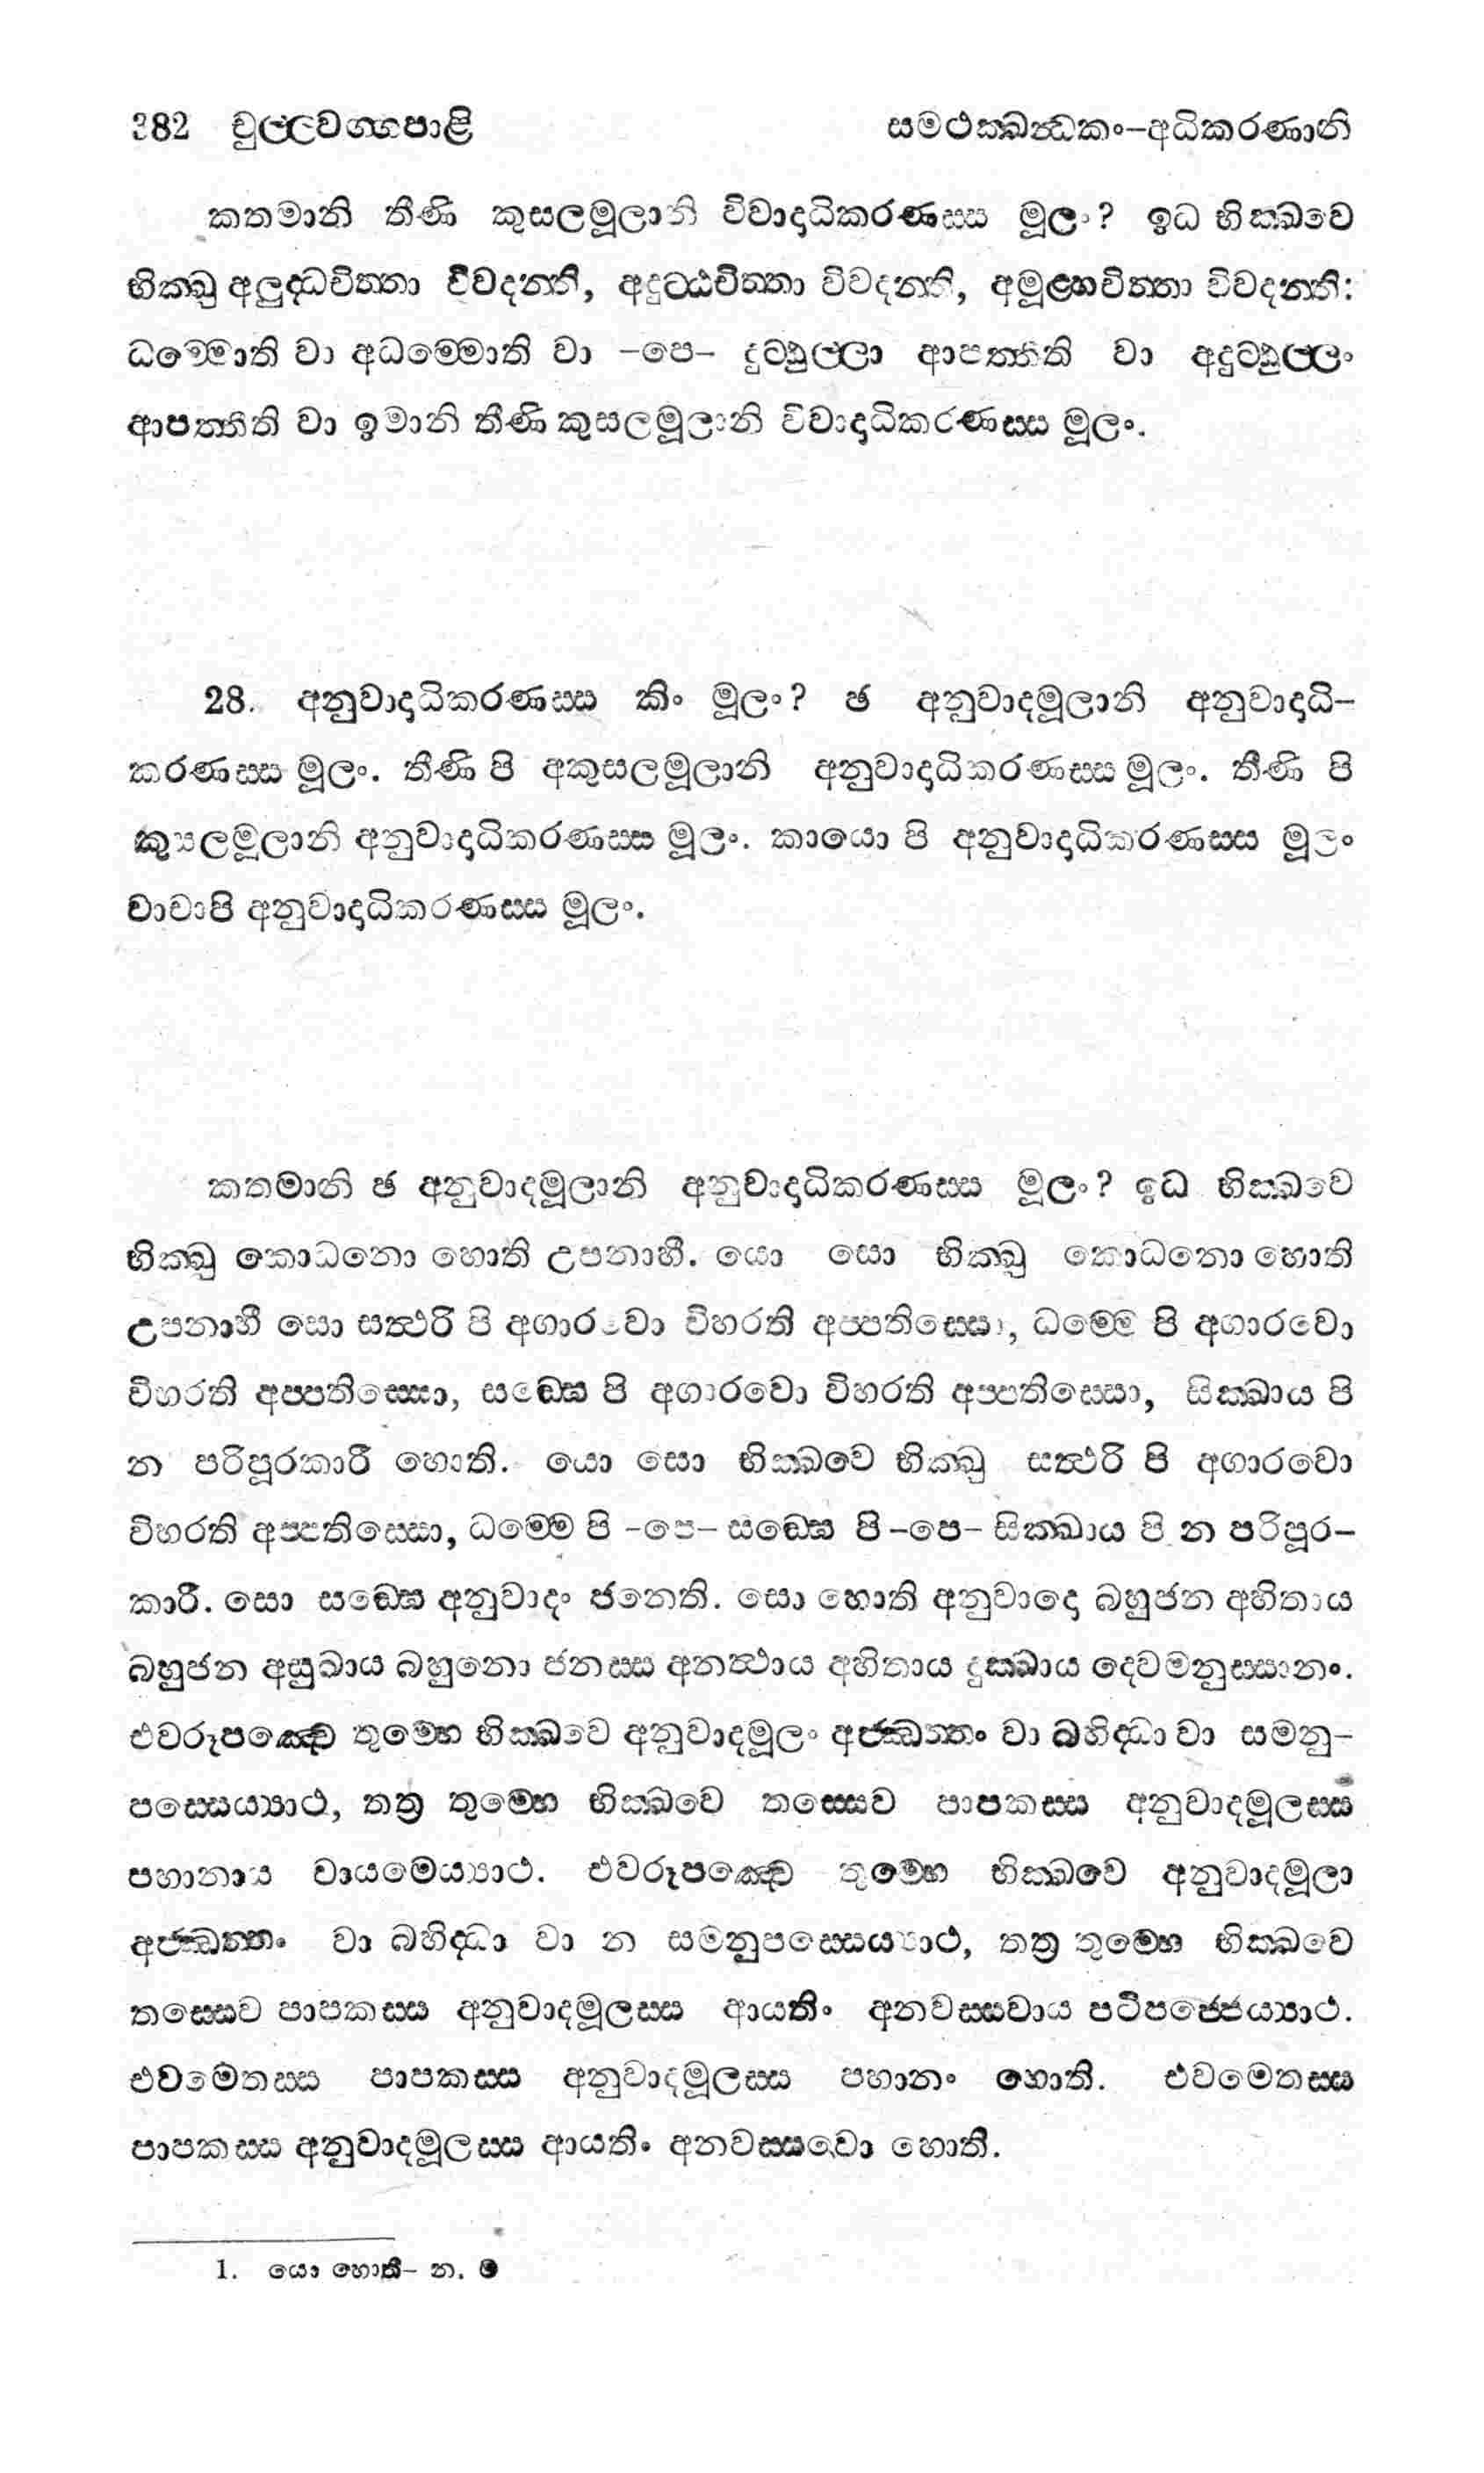 382 චුල්ලවග්ගපාළි සමථක්ඛන්ධකං-අධිකරණානි
කතමානි තීණි කුසලමූලානි විවාදාධිකරණස්ස මූලං? ඉධ භික්ඛවෙ
භික්ඛු අලුද්ධචිත්තා විවදන්ති, අදුට්ඨචිත්තා විවදන්ති, අමූළ්හචිත්තා විවදන්ති:
ධම්මොති වා අධම්මොති වා -පෙ- දුට්ඨුල්ලා ආපත්තීති වා අදුට්ඨුල්ලං
ආපත්තීති වා ඉමානි තීණි කුසලමූලානි විවාදාධිකරණස්ස මූලං.
28. අනුවාදාධිකරණස්ස කිං මූලං? ඡ අනුවාදමූලානි අනුවාදාධි-
කරණස්ස මූලං. තීණි පි අකුසලමූලානි අනුවාදාධිකරණස්ස මූලං. තීණි පි
කුසලමූලානි අනුවාදාධිකරණස්ස මූලං. කායො පි අනුවාදාධිකරණස්ස මූලං
වාචාපි අනුවාදාධිකරණස්ස මූලං.
කතමානි ඡ අනුවාදමූලානි අනුවාදාධිකරණස්ස මූලං? ඉධ භික්ඛවෙ
භික්ඛු කොධනො හොති උපනාහී. යො සො භික්ඛු කොධනො හොති
උපනාහී සො සත්ථරි පි අගාරවො විහරති අප්පතිස්සො, ධම්මෙ පි අගාරවො
විහරති අප්පතිස්සො, සඞ්ඝෙ පි අගාරවො විහරති අප්පතිස්සො, සික්ඛාය පි
න පරිපූරකාරී හොති. යො සො භික්ඛවෙ භික්ඛු සත්ථරි පි අගාරවො
විහරති අප්පතිස්සො, ධම්මෙ පි -පෙ- සඞ්ඝෙ පි -පෙ- සික්ඛාය පි න පරිපූර-
කාරී. සො සඞ්ඝෙ අනුවාදං ජනෙති. සො හොති අනුවාදො බහුජන අහිතාය
බහුජන අසුඛාය බහුනො ජනස්ස අනත්ථාය අහිතාය දුක්ඛාය දෙවමනුස්සානං.
එවරූපඤ්චෙ තුම්හෙ භික්ඛවෙ අනුවාදමූලං අජ්ඣත්තං වා බහිද්ධා වා සමනු-
පස්සෙය්‍යාථ, තත්‍ර තුම්හෙ භික්ඛවෙ තස්සෙව පාපකස්ස අනුවාදමූලස්ස
පහානාය වායමෙය්‍යාථ. එවරූපඤ්චෙ තුම්හෙ භික්ඛවෙ අනුවාදමූලා
අජ්ඣත්තං වා බහිද්ධා වා න සමනුපස්සෙය්‍යාථ, තත්‍ර තුම්හෙ භික්ඛවෙ
තස්සෙව පාපකස්ස අනුවාදමූලස්ස ආයතිං අනවස්සවාය පටිපජ්ජෙය්‍යාථ.
එවමෙතස්ස පාපකස්ස අනුවාදමූලස්ස පහානං හොති. එවමෙතස්ස
පාපකස්ස අනුවාදමූලස්ස ආයතිං අනවස්සවො හොති.
1. යො හොති- න.